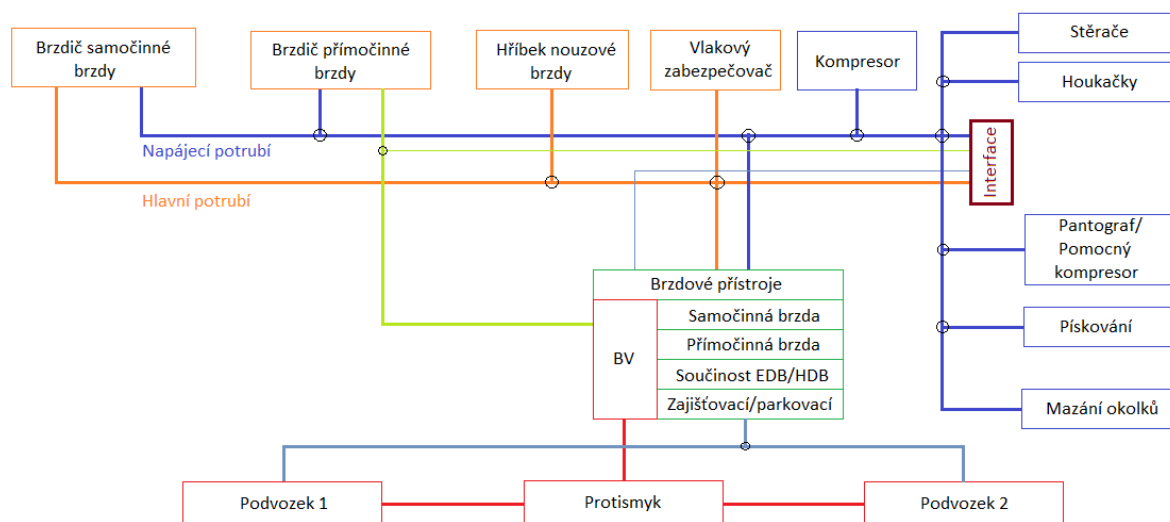 Brzdič samočinné
brzdy
Brzdič přímočinné
brzdy
Hříbek nouzové
brzdy
Vlakový
zabezpečovač
Kompresor
Stěrače
Houkačky
Napájecí potrubí
Interface
Hlavní potrubí
Pantograf/
Pomocný
kompresor
Brzdové přístroje
Samočinná brzda
Přímočinná brzda
BV
Součinost EDB/HDB
Zajišťovací/parkovací
Pískování
Mazání okolků
Podvozek 1
Protismyk
Podvozek 2